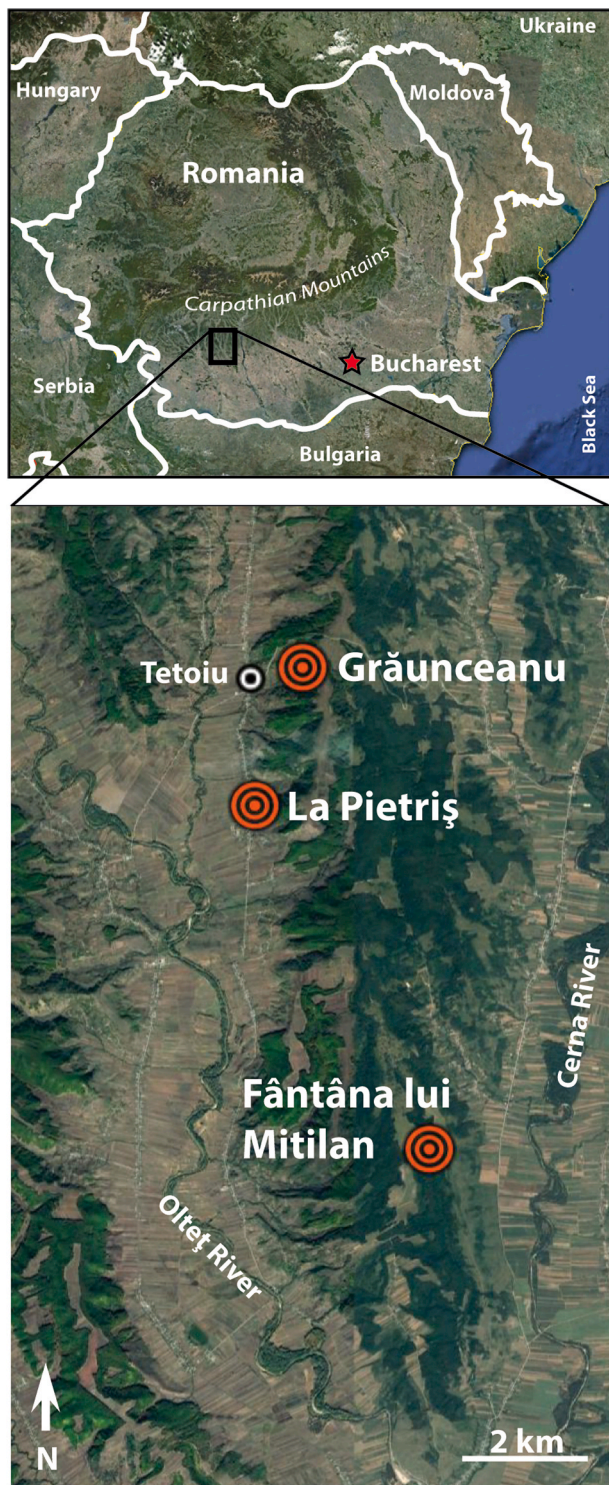 Ukraine
Hungary
Moldova
Romania
Carpathian Mountains
Bucharest
Serbia
Bulgaria
Black Sea
Tetoiu
Grăunceanu
La Pietriş
Cerna River
Fântâna lui
Mitilan
Olteţ River
N
2 km